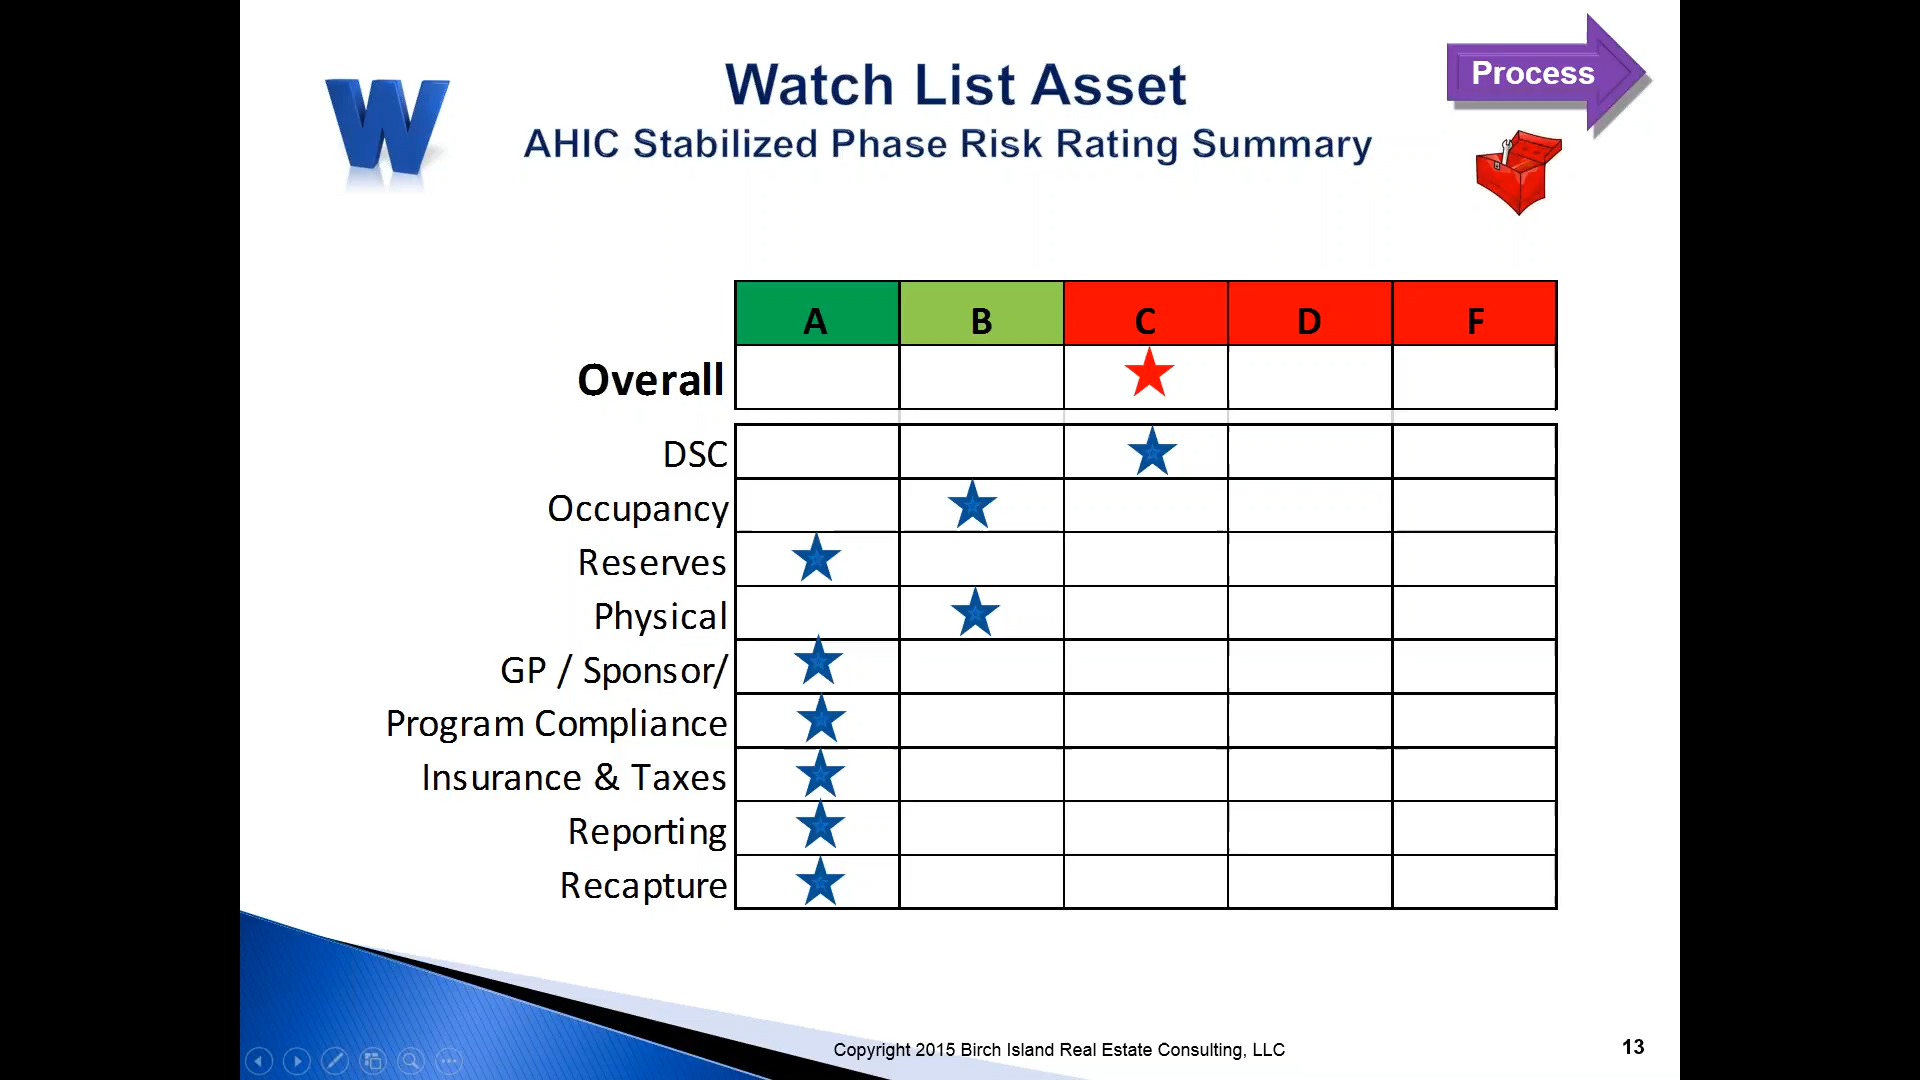 W
Watch List Asset
Process
AHIC Stabilized Phase Risk Rating Summary
A B C D F
Overall
DSC
Occupancy
Reserves
Physical
GP / Sponsor/
Program Compliance
Insurance & Taxes
Reporting
Recapture
Copyright 2015 Birch Island Real Estate Consulting, LLC
13